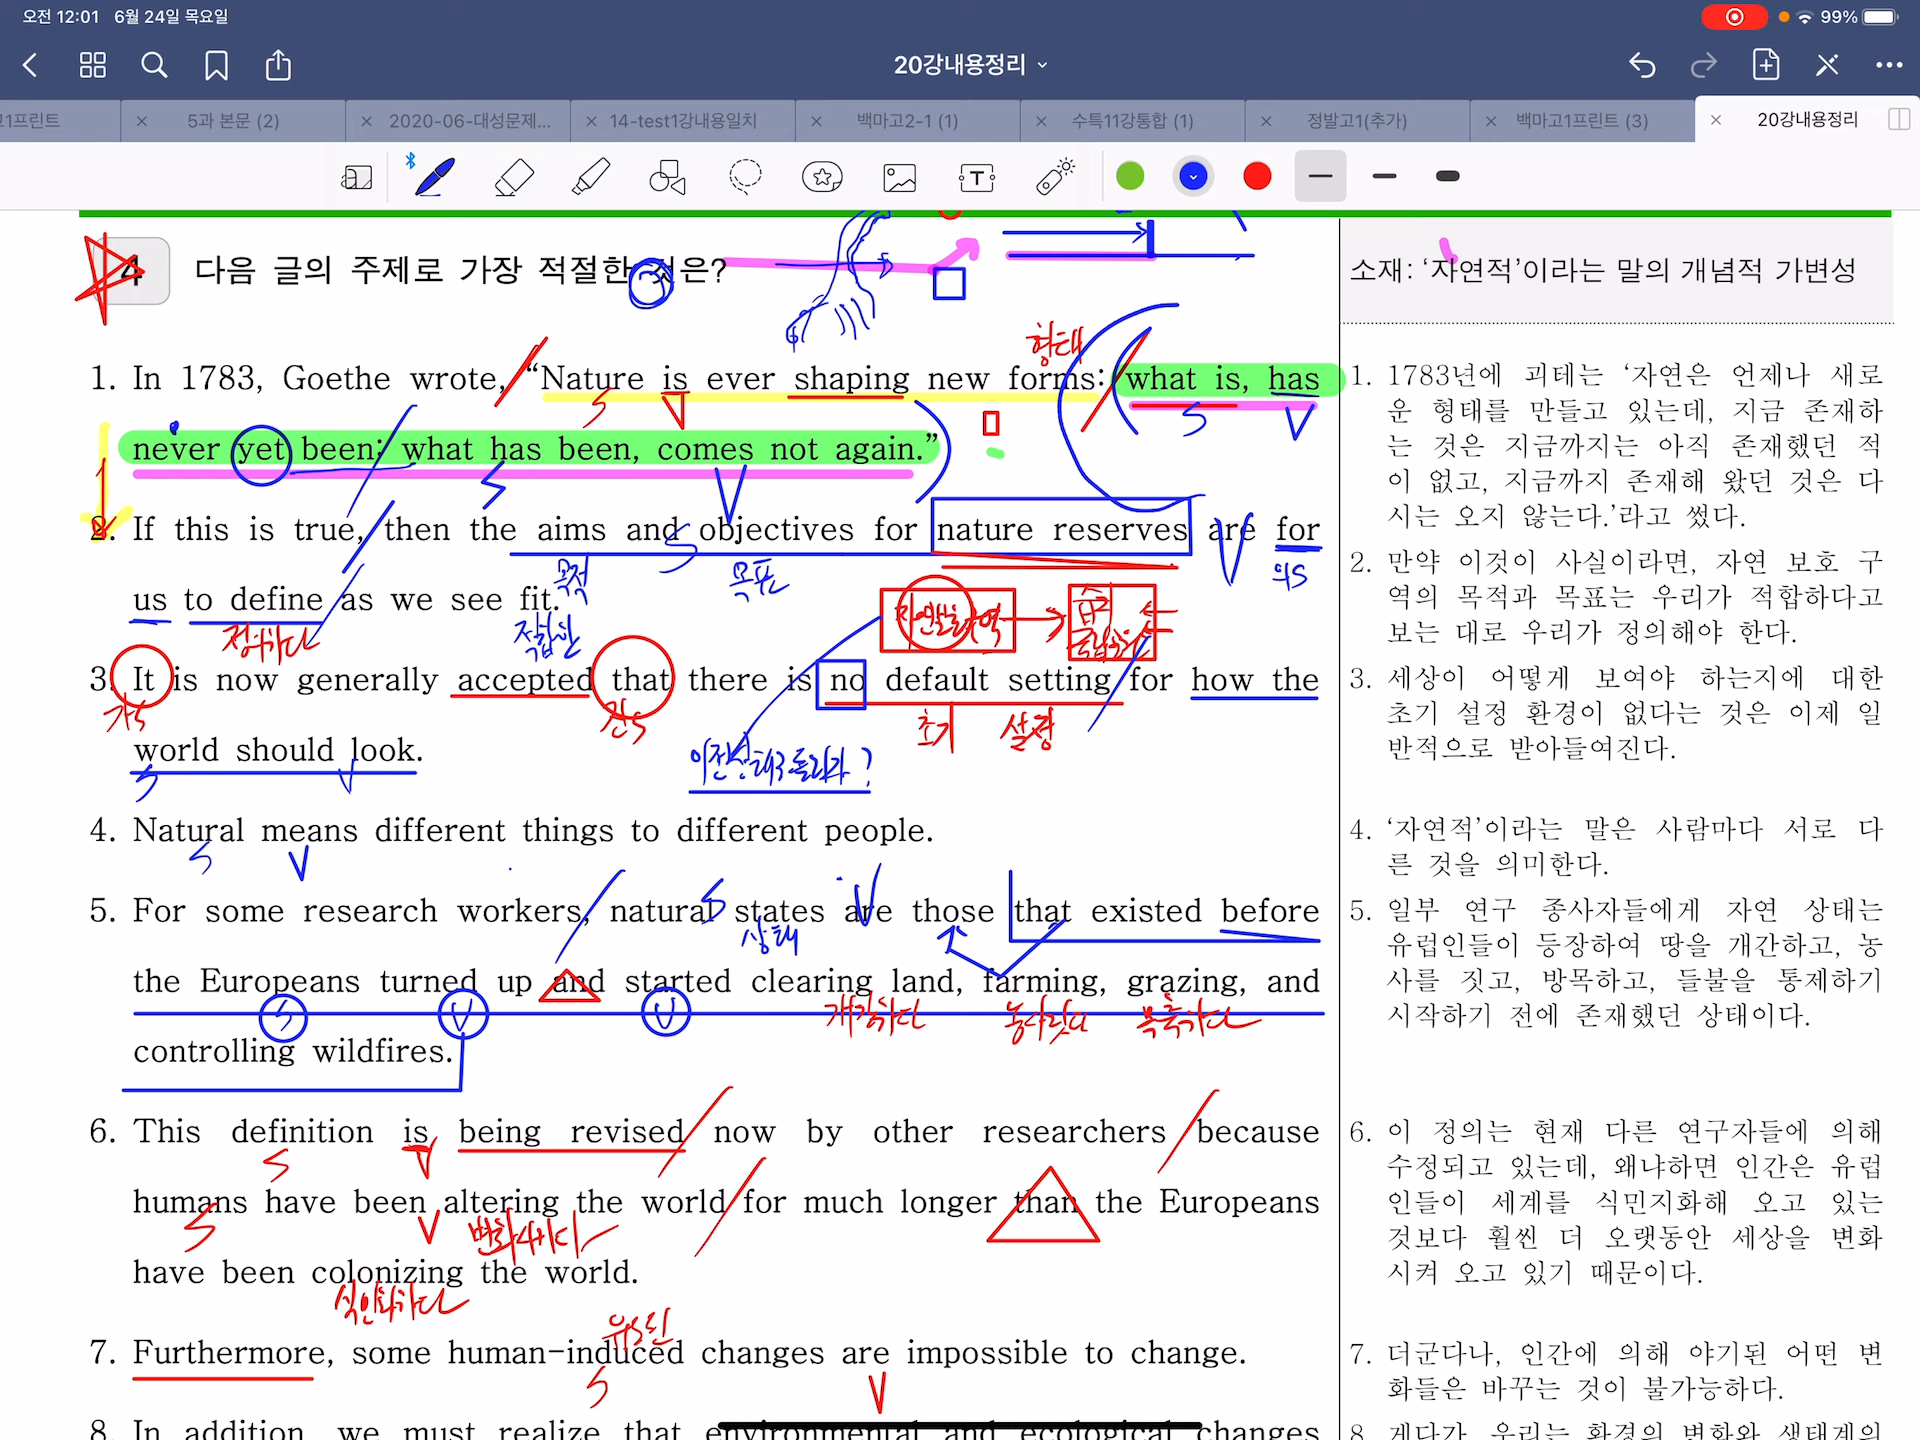 오전 12:01 6월 24일 목요일
99%
20강내용정리
1프린트
5과 본문 (2)
2020-06-대성문제...
14-test1강내용일치
백마고2-1 (1)
수특11강통합 (1)
정발고1(추가)
백마고1프린트 (3)
20강내용정리
4 다음 글의 주제로 가장 적절한 것은?
소재: ‘자연적’이라는 말의 개념적 가변성
형태
1. In 1783, Goethe wrote, “Nature is ever shaping new forms: what is, has
S V S V
never yet been; what has been, comes not again.”
S V
2. If this is true, then the aims and objectives for nature reserves are for
목적 S 목표 V 의S
us to define as we see fit.
정하다 적합한
3. It is now generally accepted that there is no default setting for how the
가S 진S 초기 설정
world should look.
S V
4. Natural means different things to different people.
S V
5. For some research workers, natural states are those that existed before
S 상태 V
the Europeans turned up and started clearing land, farming, grazing, and
S V V 개간하다
controlling wildfires.
6. This definition is being revised now by other researchers because
S V
humans have been altering the world for much longer than the Europeans
S V 변화시키다
have been colonizing the world.
식민화하다
유도된
7. Furthermore, some human-induced changes are impossible to change.
S V
8. In addition, we must realize that environmental and ecological changes
1. 1783년에 괴테는 ‘자연은 언제나 새로
운 형태를 만들고 있는데, 지금 존재하
는 것은 지금까지는 아직 존재했던 적
이 없고, 지금까지 존재해 왔던 것은 다
시는 오지 않는다.’라고 썼다.
2. 만약 이것이 사실이라면, 자연 보호 구
역의 목적과 목표는 우리가 적합하다고
보는 대로 우리가 정의해야 한다.
3. 세상이 어떻게 보여야 하는지에 대한
초기 설정 환경이 없다는 것은 이제 일
반적으로 받아들여진다.
4. ‘자연적’이라는 말은 사람마다 서로 다
른 것을 의미한다.
5. 일부 연구 종사자들에게 자연 상태는
유럽인들이 등장하여 땅을 개간하고, 농
사를 짓고, 방목하고, 들불을 통제하기
시작하기 전에 존재했던 상태이다.
6. 이 정의는 현재 다른 연구자들에 의해
수정되고 있는데, 왜냐하면 인간은 유럽
인들이 세계를 식민지화해 오고 있는
것보다 훨씬 더 오랫동안 세상을 변화
시켜 오고 있기 때문이다.
7. 더군다나, 인간에 의해 야기된 어떤 변
화들은 바꾸는 것이 불가능하다.
8. 게다가, 우리는 환경의 변화와 생태계의